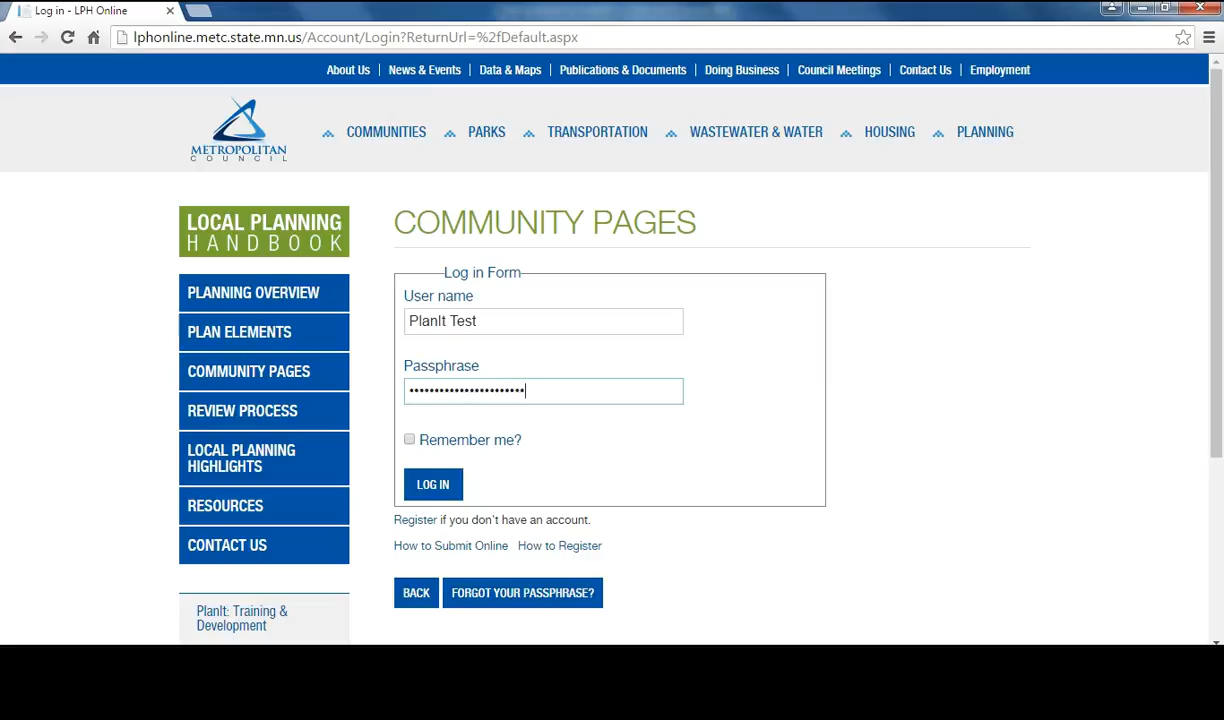 Log in - LPH Online
lphonline.metc.state.mn.us/Account/Login?ReturnUrl=%2fDefault.aspx
About Us | News & Events | Data & Maps | Publications & Documents | Doing Business | Council Meetings | Contact Us | Employment
METROPOLITAN
COUNCIL
COMMUNITIES PARKS TRANSPORTATION WASTEWATER & WATER HOUSING PLANNING
LOCAL PLANNING
HANDBOOK
PLANNING OVERVIEW
PLAN ELEMENTS
COMMUNITY PAGES
REVIEW PROCESS
LOCAL PLANNING
HIGHLIGHTS
RESOURCES
CONTACT US
PlanIt: Training &
Development
COMMUNITY PAGES
Log in Form
User name
PlanIt Test
Passphrase
•••••••••••••••••••••••
Remember me?
LOG IN
Register if you don't have an account.
How to Submit Online How to Register
BACK FORGOT YOUR PASSPHRASE?